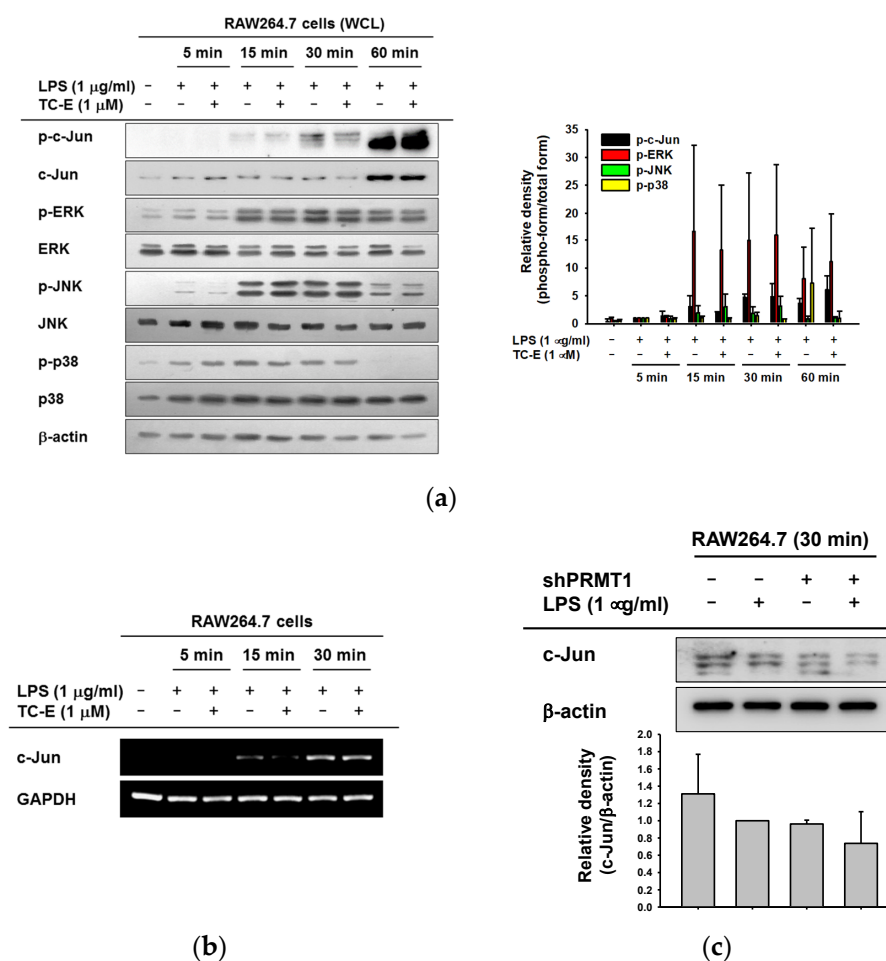 RAW264.7 cells (WCL)
5 min 15 min 30 min 60 min
LPS (1 μg/ml) – + + + + + + + +
TC-E (1 μM) – – + – + – + – +
p-c-Jun
c-Jun
p-ERK
ERK
p-JNK
JNK
p-p38
p38
β-actin
Relative density
(phospho-form/total form)
35
30
25
20
15
10
5
0
p-c-Jun
p-ERK
p-JNK
p-p38
LPS (1 ∝g/ml) – + + + + + + + +
TC-E (1 ∝M) – – + – + – + – +
5 min 15 min 30 min 60 min
(a)
RAW264.7 cells
5 min 15 min 30 min
LPS (1 μg/ml) – + + + + + +
TC-E (1 μM) – – + – + – +
c-Jun
GAPDH
(b)
RAW264.7 (30 min)
shPRMT1 – – + +
LPS (1 ∝g/ml) – + – +
c-Jun
β-actin
Relative density
(c-Jun/β-actin)
2.0
1.8
1.6
1.4
1.2
1.0
0.8
0.6
0.4
0.2
0.0
(c)